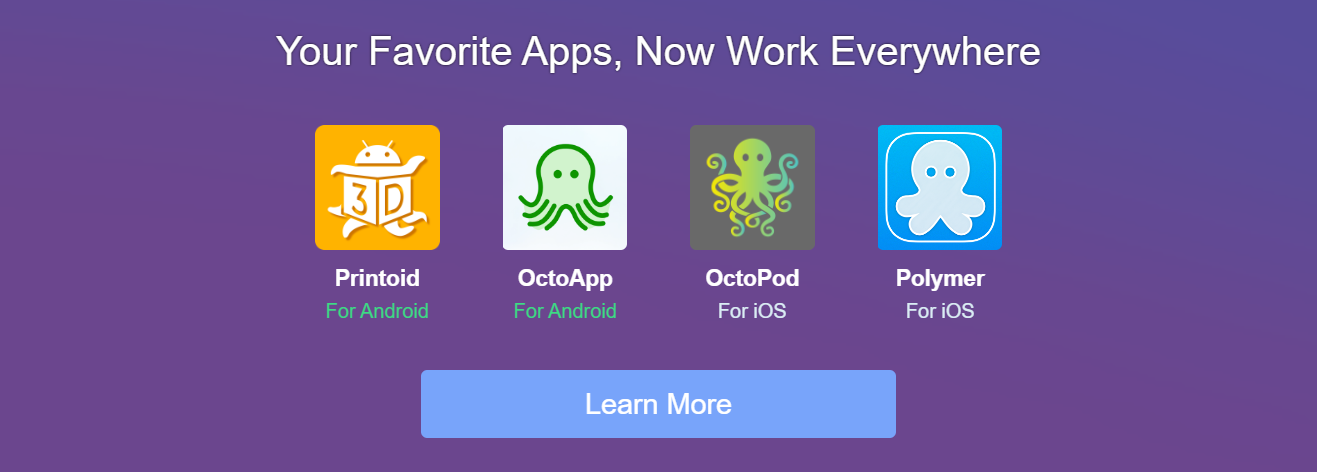 Your Favorite Apps, Now Work Everywhere
3D
Printoid
OctoApp
OctoPod
Polymer
For Android
For Android
For iOS
For iOS
Learn More